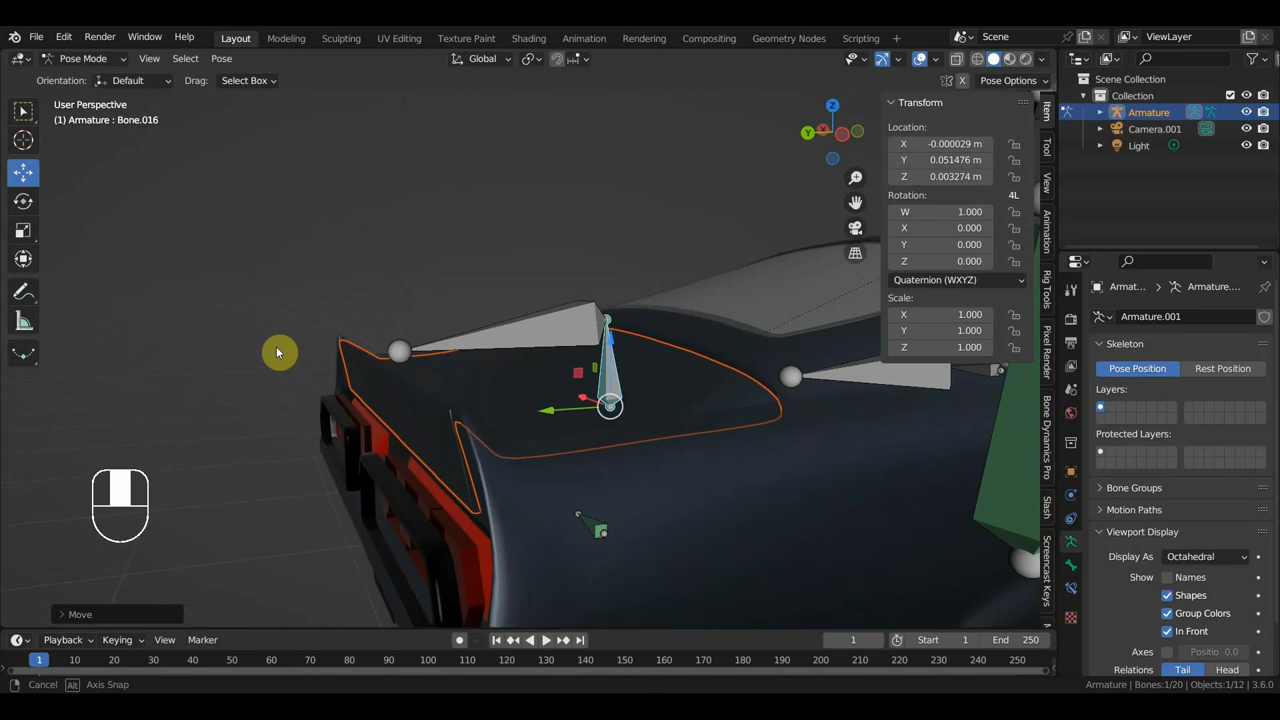 File Edit Render Window Help Layout Modeling Sculpting UV Editing Texture Paint Shading Animation Rendering Compositing Geometry Nodes Scripting + Scene ViewLayer
Pose Mode View Select Pose Global
Orientation: Default Drag: Select Box X Pose Options
User Perspective
(1) Armature : Bone.016
Z
Y
Transform
Location:
X -0.000029 m
Y 0.051476 m
Z 0.003274 m
Rotation: 4L
W 1.000
X 0.000
Y 0.000
Z 0.000
Quaternion (WXYZ)
Scale:
X 1.000
Y 1.000
Z 1.000
Item
Tool
View
Animation
Rig Tools
Pixel Render
Bone Dynamics Pro
Slash
Screencast Keys
Scene Collection
Collection
Armature
Camera.001
Light
Armat... Armature....
Armature.001
Skeleton
Pose Position Rest Position
Layers:
Protected Layers:
Bone Groups
Motion Paths
Viewport Display
Display As Octahedral
Show Names
Shapes
Group Colors
In Front
Axes Positio 0.0
Relations Tail Head
Move
Playback Keying View Marker 1 Start 1 End 250
1 10 20 30 40 50 60 70 80 90 100 110 120 130 140 150 160 170 180 190 200 210 220 230 240 250
Cancel Alt Axis Snap Armature | Bones:1/20 | Objects:1/12 | 3.6.0